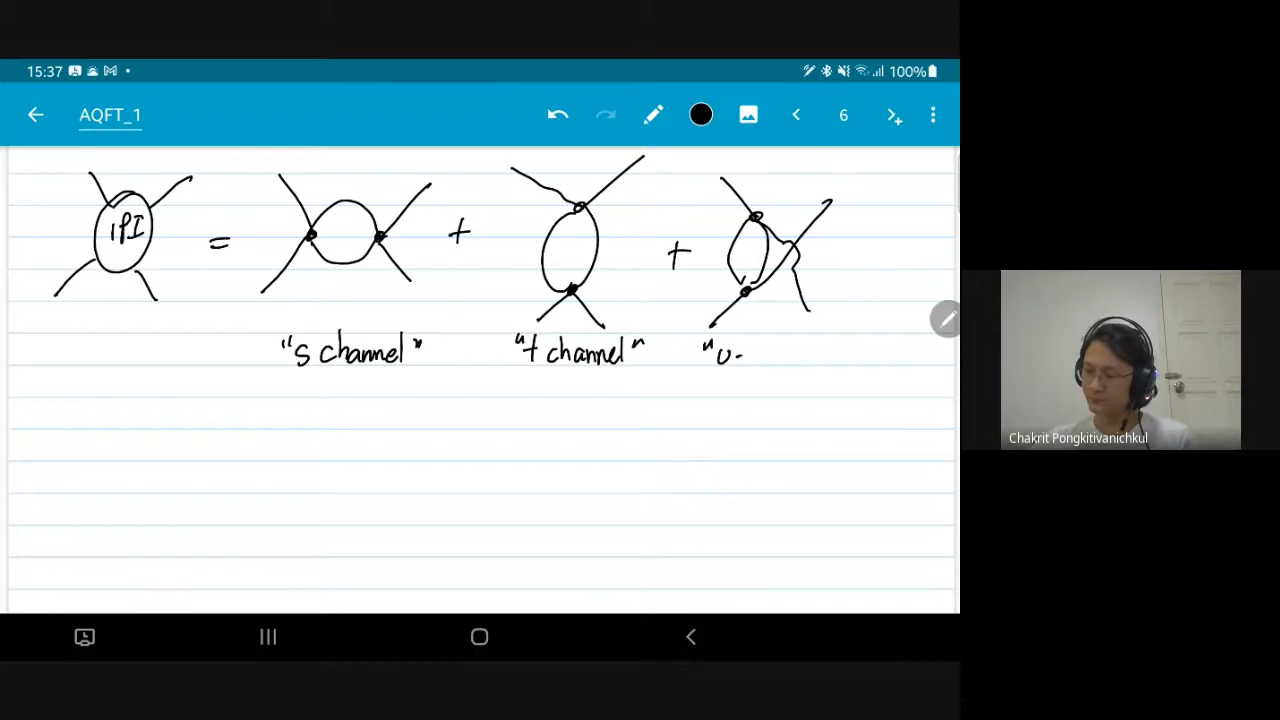 15:37 100%
AQFT_1 6
1PI = + +
"s channel" "t channel" "u-
Chakrit Pongkitivanichkul